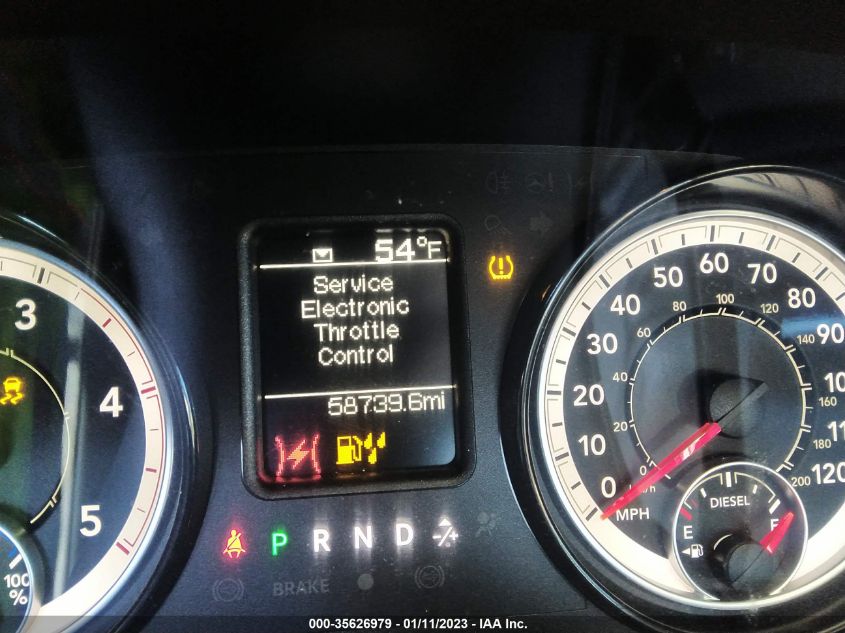 54°F
Service
Electronic
Throttle
Control
58739.6mi
P R N D
BRAKE
3
4
5
100
%
0
10
20
30
40
50
60
70
80
90
120
MPH
0
20
40
60
80
100
120
140
160
180
200
DIESEL
E
F
000-35626979 - 01/11/2023 - IAA Inc.